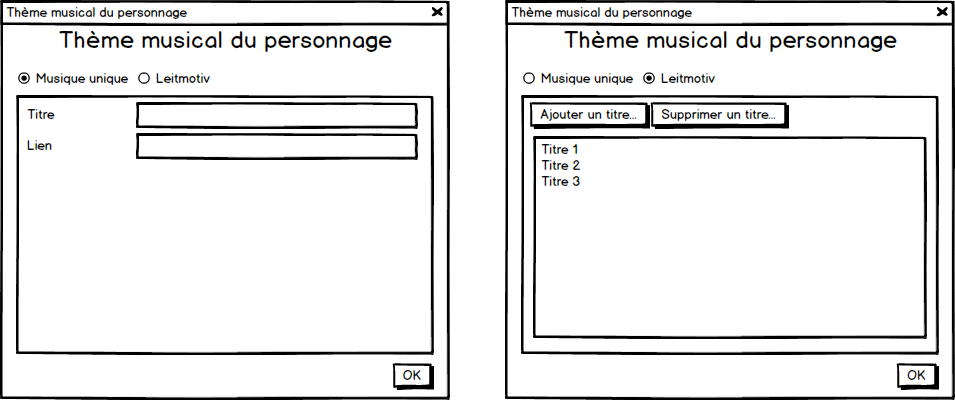 Thème musical du personnage
Thème musical du personnage
Musique unique Leitmotiv
Titre
Lien
OK
Thème musical du personnage
Thème musical du personnage
Musique unique Leitmotiv
Ajouter un titre... Supprimer un titre...
Titre 1
Titre 2
Titre 3
OK